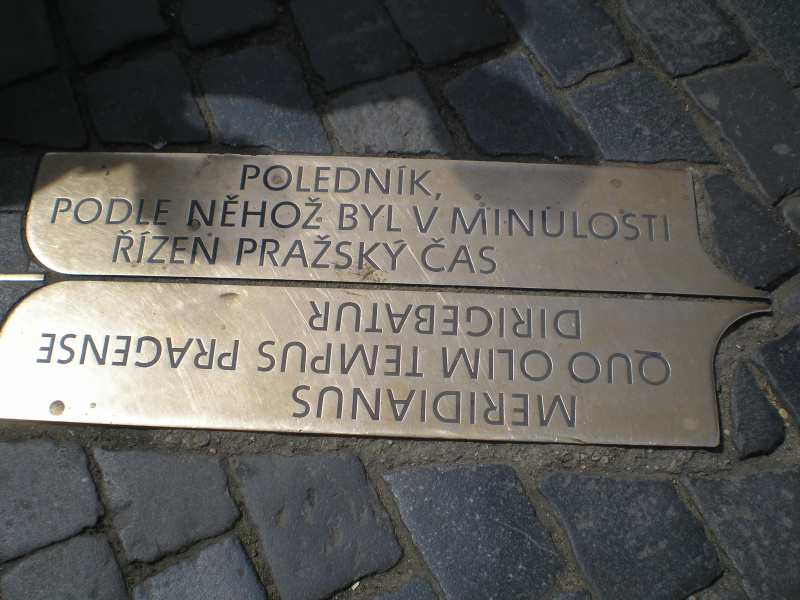 POLEDNÍK,
PODLE NĚHOŽ BYL V MINULOSTI
ŘÍZEN PRAŽSKÝ ČAS
MERIDIANUS
QUO OLIM TEMPUS PRAGENSE
DIRIGEBATUR